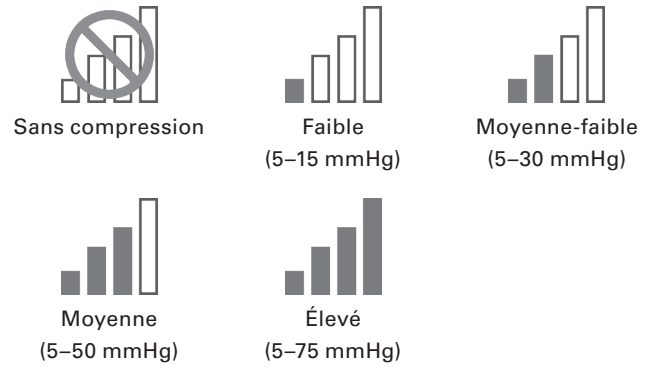 Sans compression
Faible
(5–15 mmHg)
Moyenne-faible
(5–30 mmHg)
Moyenne
(5–50 mmHg)
Élevé
(5–75 mmHg)